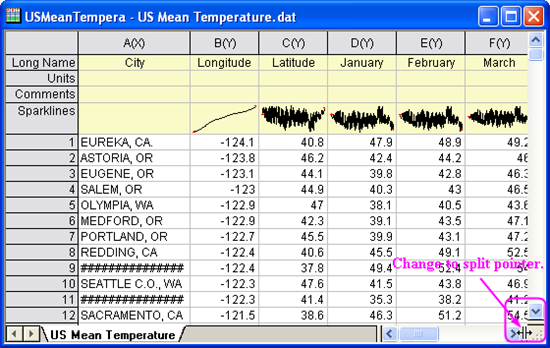 USMeanTempera - US Mean Temperature.dat
A(X) B(Y) C(Y) D(Y) E(Y) F(Y)
Long Name City Longitude Latitude January February March
Units
Comments
Sparklines
1 EUREKA, CA. -124.1 40.8 47.9 48.9 49.2
2 ASTORIA, OR -123.8 46.2 42.4 44.2 46
3 EUGENE, OR -123.1 44.1 39.8 42.8 46.3
4 SALEM, OR -123 44.9 40.3 43 46.5
5 OLYMPIA, WA -122.9 47 38.1 40.5 43.6
6 MEDFORD, OR -122.9 42.3 39.1 43.5 47.1
7 PORTLAND, OR -122.7 45.5 39.9 43.1 47.2
8 REDDING, CA -122.4 40.6 45.5 49.1 52.5
Change to split pointer.
9 ############### -122.4 37.8 49.4 52.4 54
10 SEATTLE C.O., WA -122.3 47.6 41.5 43.8 46.9
11 ############### -122.3 41.4 35.3 38.2 41.2
12 SACRAMENTO, CA -121.5 38.6 46.3 51.2 54.5
US Mean Temperature